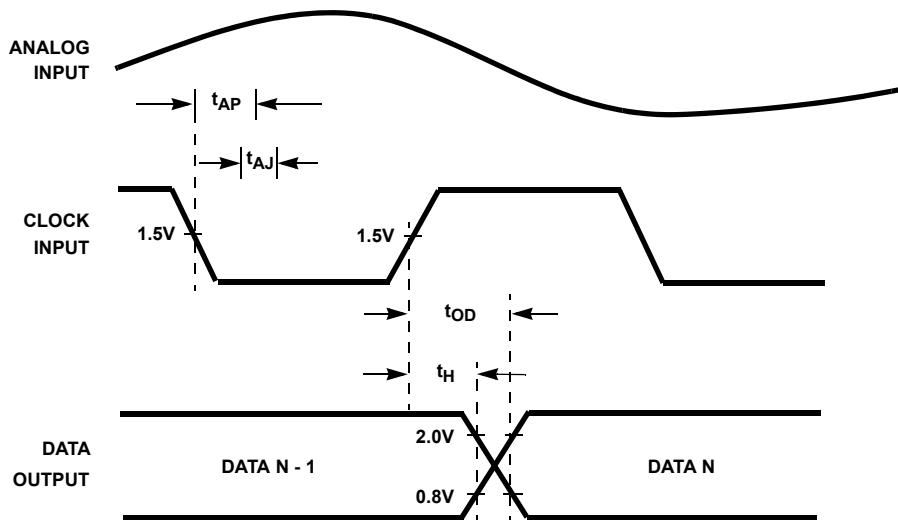 ANALOG
INPUT
tAP
tAJ
CLOCK
INPUT
1.5V
1.5V
tOD
tH
DATA
OUTPUT
2.0V
0.8V
DATA N - 1
DATA N